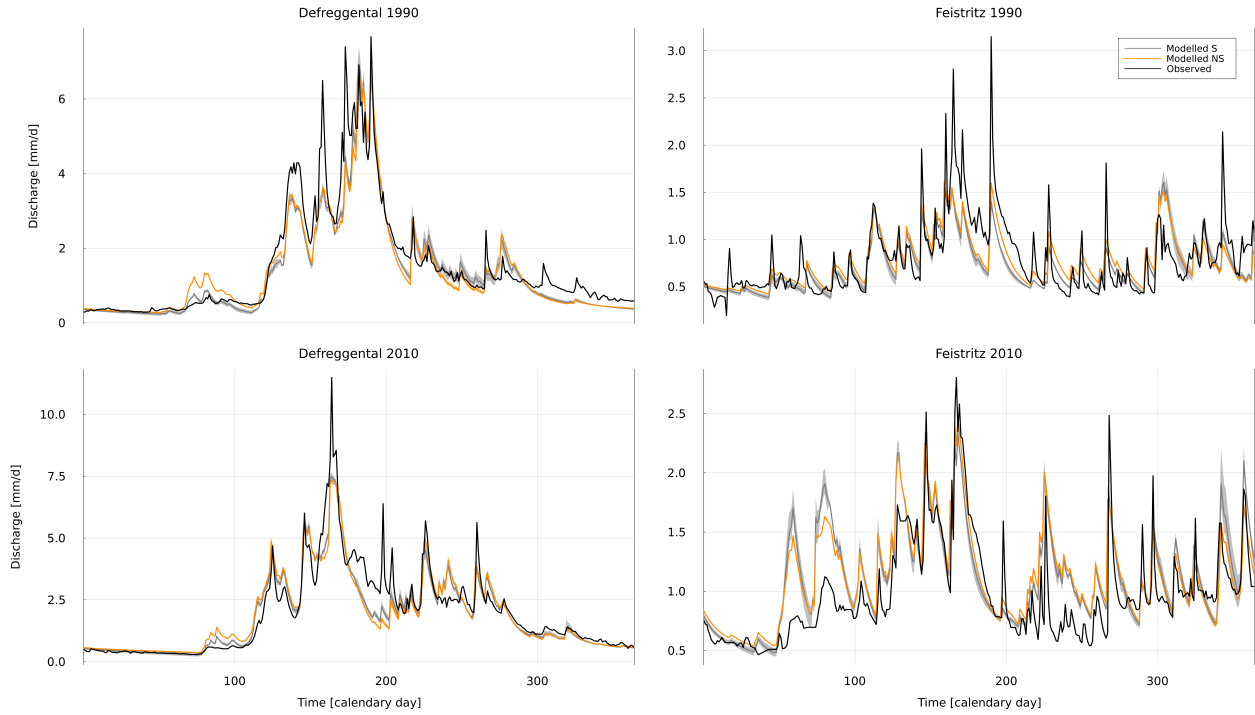 Defreggental 1990
Feistritz 1990
Discharge [mm/d]
6
4
2
0
3.0
2.5
2.0
1.5
1.0
0.5
Modelled S
Modelled NS
Observed
Defreggental 2010
Feistritz 2010
Discharge [mm/d]
10.0
7.5
5.0
2.5
0.0
2.5
2.0
1.5
1.0
0.5
100
200
300
100
200
300
Time [calendary day]
Time [calendary day]